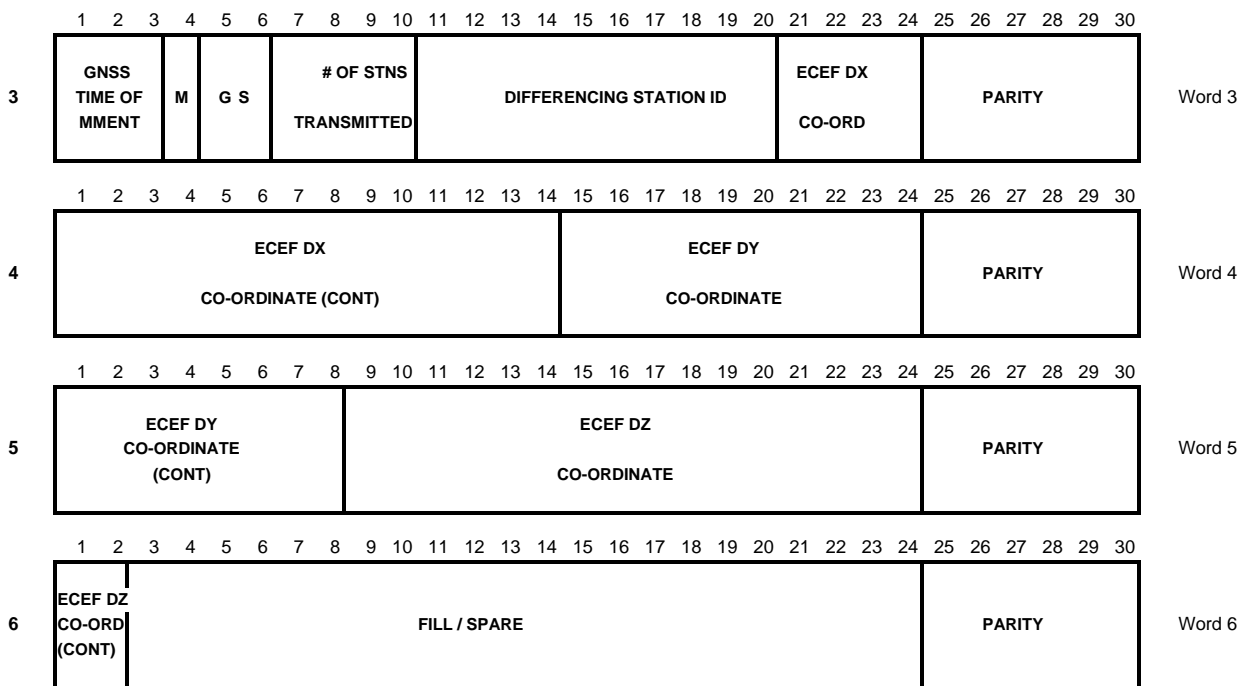 1 2 3 4 5 6 7 8 9 10 11 12 13 14 15 16 17 18 19 20 21 22 23 24 25 26 27 28 29 30
3
GNSS
TIME OF
MMENT
M
G S
# OF STNS
TRANSMITTED
DIFFERENCING STATION ID
ECEF DX
CO-ORD
PARITY
Word 3
1 2 3 4 5 6 7 8 9 10 11 12 13 14 15 16 17 18 19 20 21 22 23 24 25 26 27 28 29 30
4
ECEF DX
CO-ORDINATE (CONT)
ECEF DY
CO-ORDINATE
PARITY
Word 4
1 2 3 4 5 6 7 8 9 10 11 12 13 14 15 16 17 18 19 20 21 22 23 24 25 26 27 28 29 30
5
ECEF DY
CO-ORDINATE
(CONT)
ECEF DZ
CO-ORDINATE
PARITY
Word 5
1 2 3 4 5 6 7 8 9 10 11 12 13 14 15 16 17 18 19 20 21 22 23 24 25 26 27 28 29 30
6
ECEF DZ
CO-ORD
(CONT)
FILL / SPARE
PARITY
Word 6